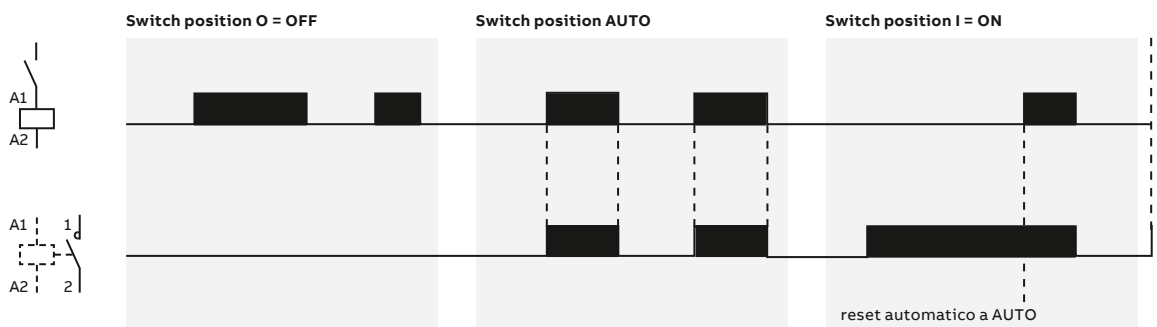 Switch position O = OFF
Switch position AUTO
Switch position I = ON
A1
A2
A1
1
A2
2
reset automatico a AUTO